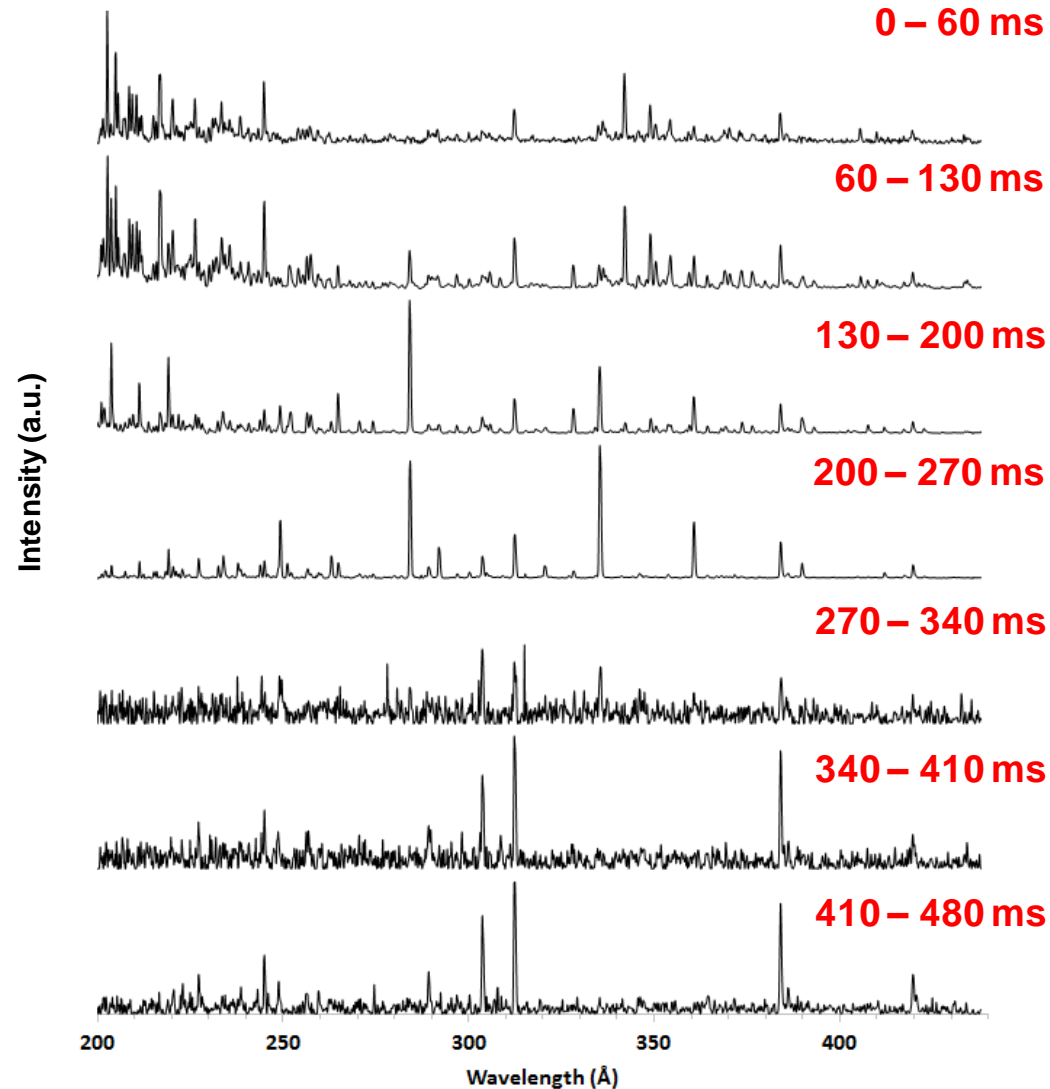 0 – 60 ms
60 – 130 ms
130 – 200 ms
200 – 270 ms
270 – 340 ms
340 – 410 ms
410 – 480 ms
Intensity (a.u.)
200 250 300 350 400
Wavelength (Å)